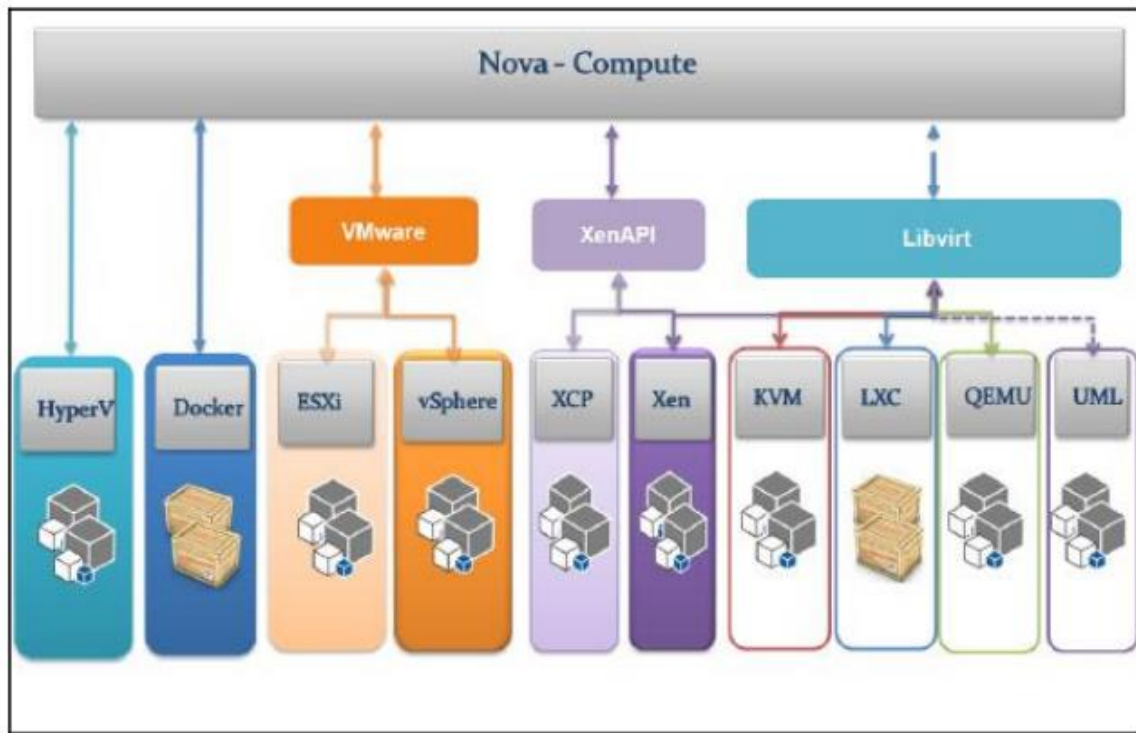 Nova - Compute
VMware
XenAPI
Libvirt
HyperV
Docker
ESXi
vSphere
XCP
Xen
KVM
LXC
QEMU
UML